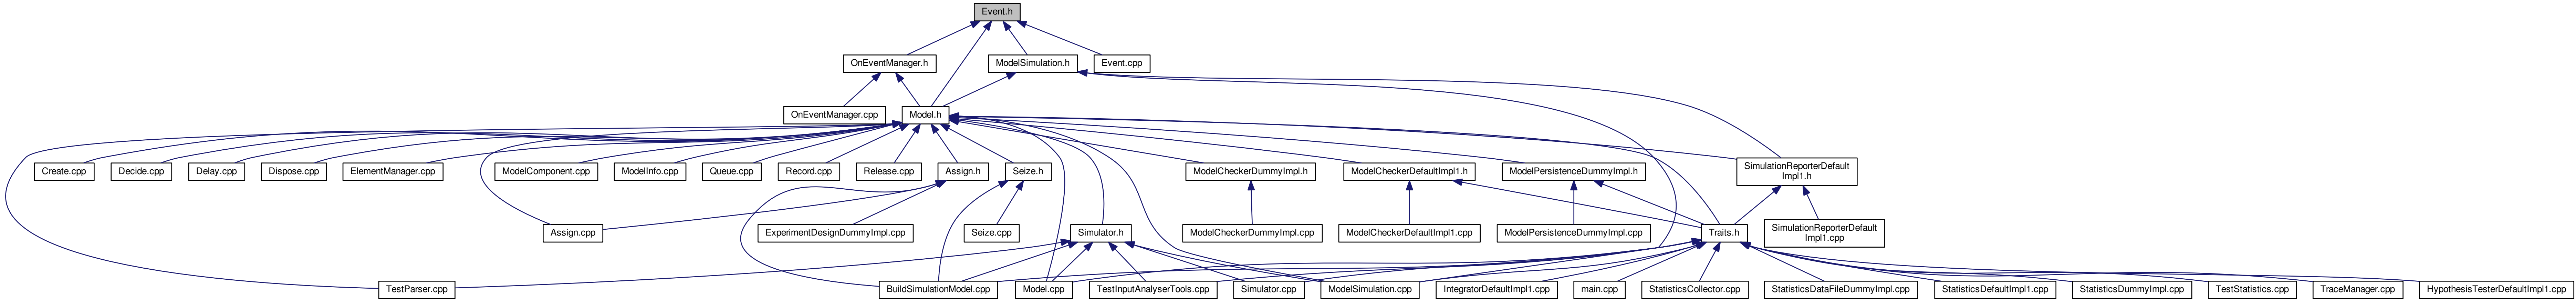 Event.h
OnEventManager.h
ModelSimulation.h
Event.cpp
OnEventManager.cpp
Model.h
Create.cpp
Decide.cpp
Delay.cpp
Dispose.cpp
ElementManager.cpp
ModelComponent.cpp
ModelInfo.cpp
Queue.cpp
Record.cpp
Release.cpp
Assign.h
Seize.h
ModelCheckerDummyImpl.h
ModelCheckerDefaultImpl1.h
ModelPersistenceDummyImpl.h
SimulationReporterDefault
Impl1.h
Assign.cpp
ExperimentDesignDummyImpl.cpp
Seize.cpp
Simulator.h
ModelCheckerDummyImpl.cpp
ModelCheckerDefaultImpl1.cpp
ModelPersistenceDummyImpl.cpp
Traits.h
SimulationReporterDefault
Impl1.cpp
TestParser.cpp
BuildSimulationModel.cpp
Model.cpp
TestInputAnalyserTools.cpp
Simulator.cpp
ModelSimulation.cpp
IntegratorDefaultImpl1.cpp
main.cpp
StatisticsCollector.cpp
StatisticsDataFileDummyImpl.cpp
StatisticsDefaultImpl1.cpp
StatisticsDummyImpl.cpp
TestStatistics.cpp
TraceManager.cpp
HypothesisTesterDefaultImpl1.cpp